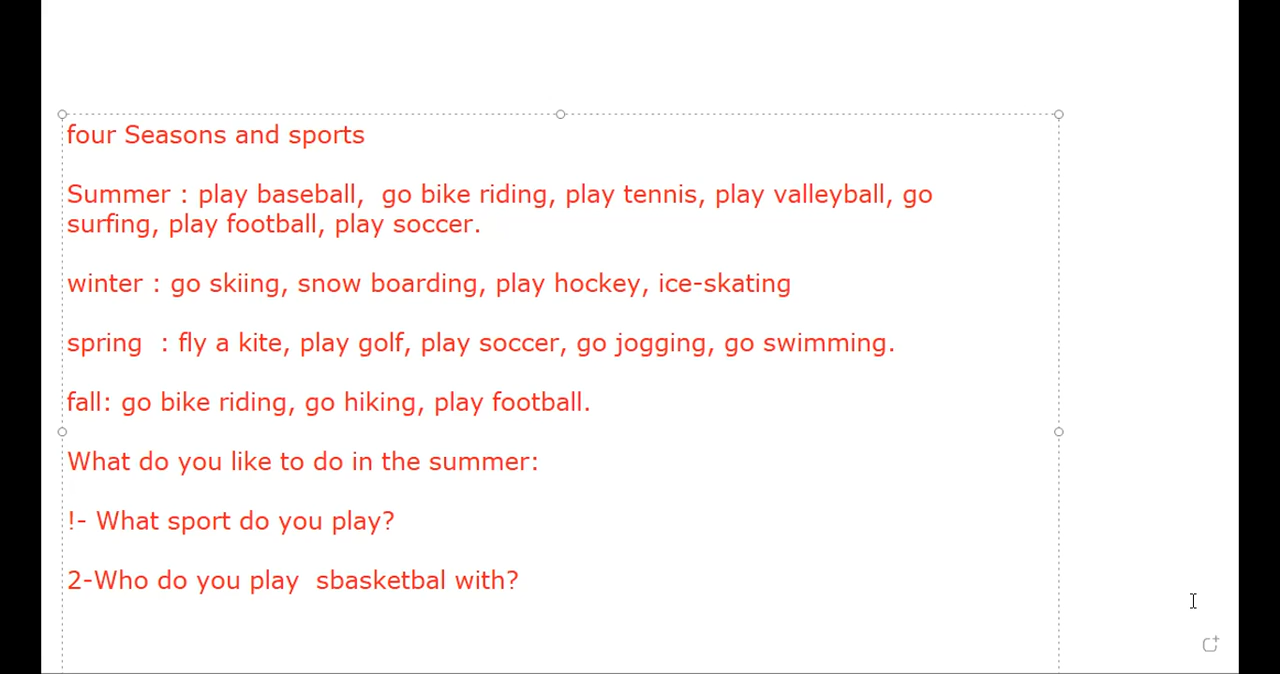 four Seasons and sports
Summer : play baseball,  go bike riding, play tennis, play valleyball, go
surfing, play football, play soccer.
winter : go skiing, snow boarding, play hockey, ice-skating
spring  : fly a kite, play golf, play soccer, go jogging, go swimming.
fall: go bike riding, go hiking, play football.
What do you like to do in the summer:
!- What sport do you play?
2-Who do you play  sbasketbal with?